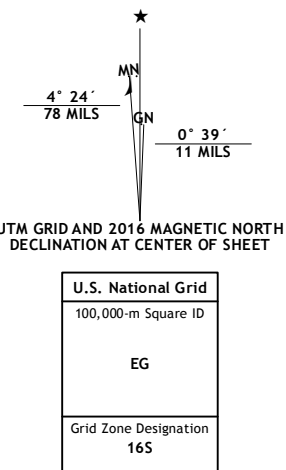 MN
4° 24´
78 MILS
GN
0° 39´
11 MILS
UTM GRID AND 2016 MAGNETIC NORTH
DECLINATION AT CENTER OF SHEET
U.S. National Grid
100,000-m Square ID
EG
Grid Zone Designation
16S